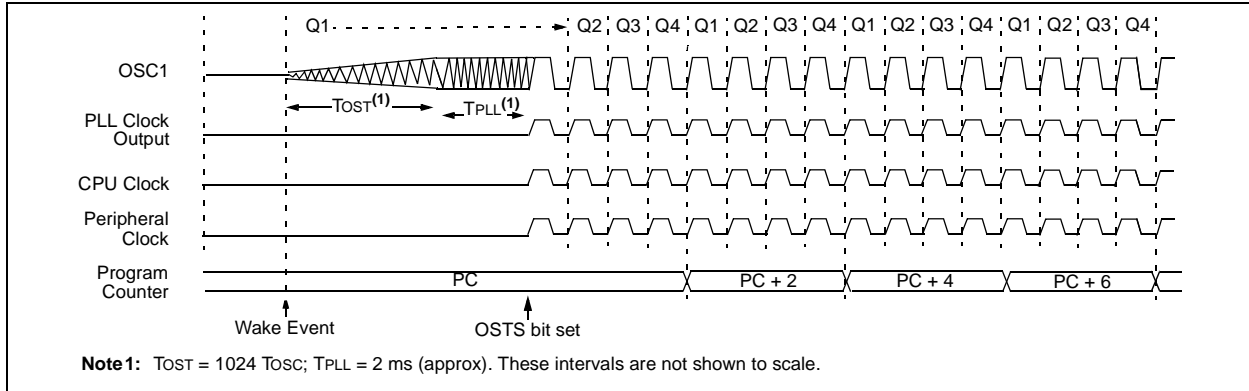 Q1 Q2 Q3 Q4 Q1 Q2 Q3 Q4 Q1 Q2 Q3 Q4 Q1 Q2 Q3 Q4
OSC1
TOST(1) TPLL(1)
PLL Clock
Output
CPU Clock
Peripheral
Clock
Program
Counter
PC PC + 2 PC + 4 PC + 6
Wake Event OSTS bit set
Note1: TOST = 1024 TOSC; TPLL = 2 ms (approx). These intervals are not shown to scale.